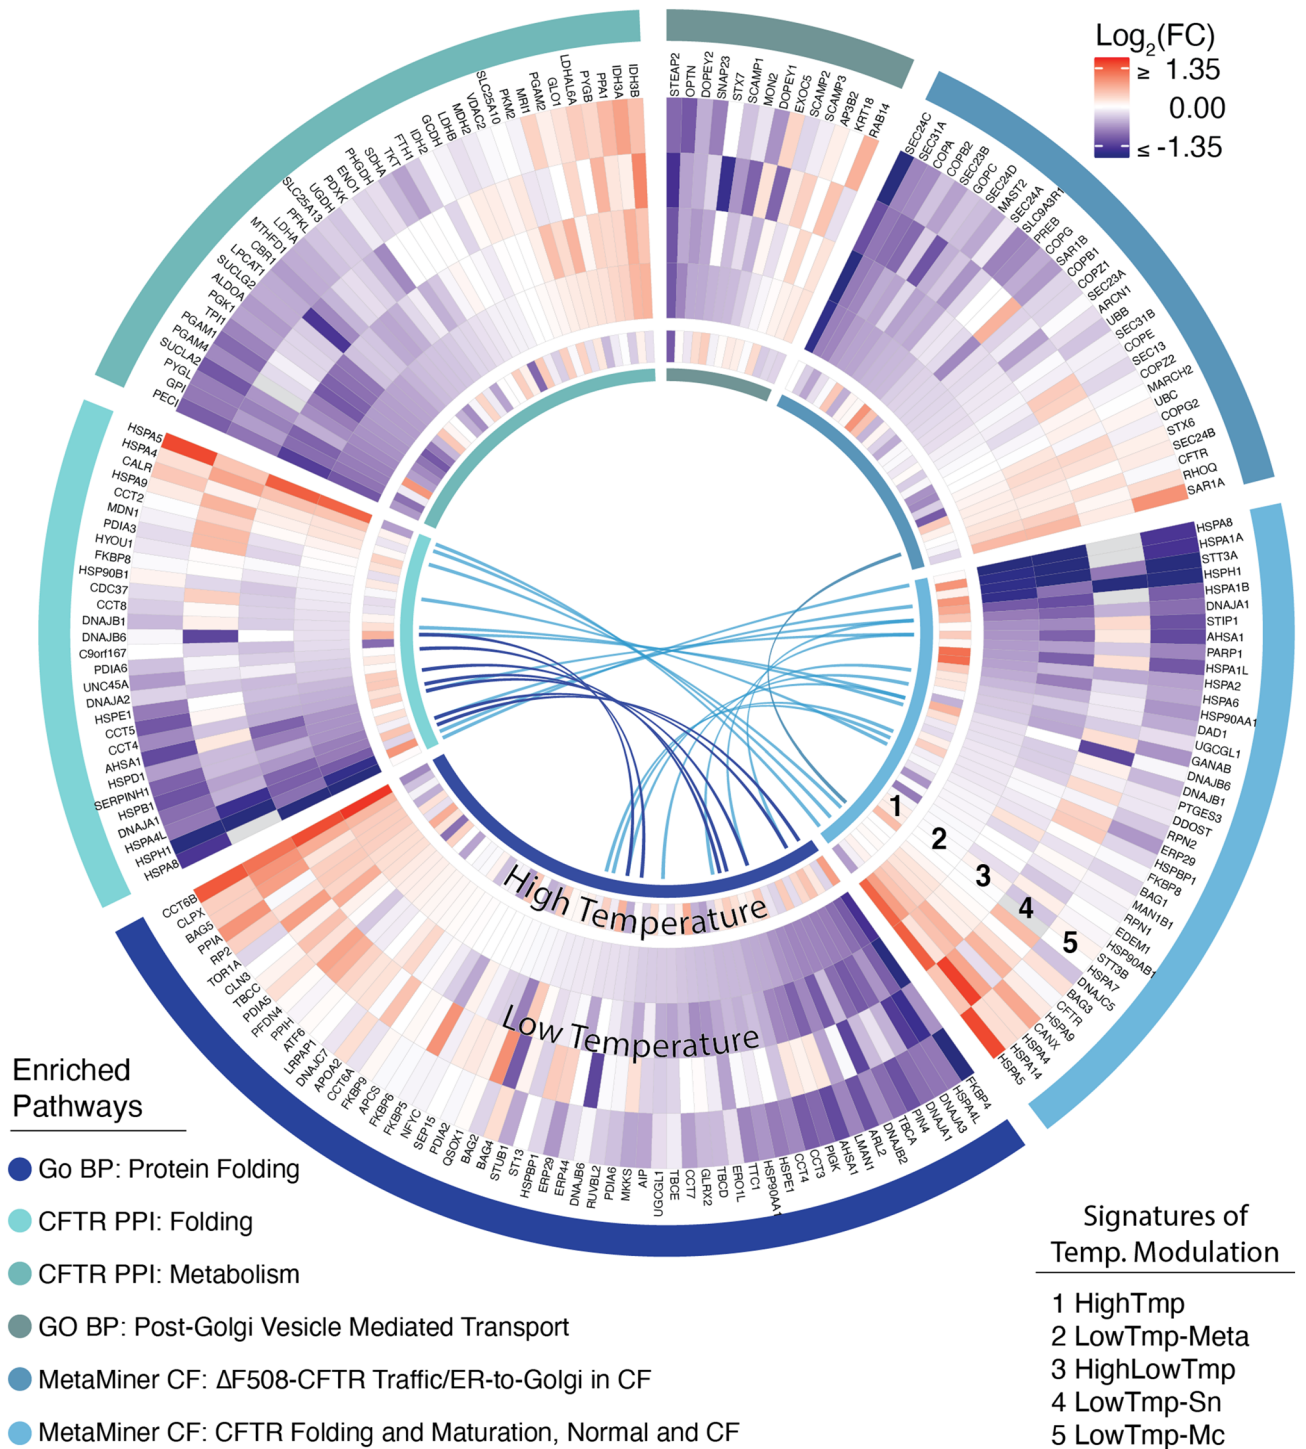 Log2(FC)
≥ 1.35
0.00
≤ -1.35
STEAP2
OPTN
DOPEY2
SNAP23
STX7
SCAMP1
MON2
DOPEY1
EXOC5
SCAMP2
SCAMP3
AP3B2
KRT18
RAB14
SEC24C
SEC31A
COPA
COPB2
SEC23B
GOPC
SEC24D
MAST2
SEC24A
SLC9A3R1
PREB
COPG
SAR1B
COPB1
COPZ1
SEC23A
ARCN1
UBB
SEC31B
COPE
SEC13
COPZ2
MARCH2
UBC
COPG2
STX6
SEC24B
CFTR
RHOQ
SAR1A
HSPA8
HSPA1A
STT3A
HSPH1
HSPA1B
DNAJA1
STIP1
AHSA1
PARP1
HSPA1L
HSPA2
HSPA6
HSP90AA1
DAD1
UGCGL1
GANAB
DNAJB6
DNAJB1
PTGES3
DDOST
RPN2
ERP29
HSPBP1
FKBP8
BAG1
MAN1B1
RPN1
EDEM1
HSP90AB1
STT3B
HSPA7
DNAJC5
BAG3
CFTR
HSPA9
CANX
HSPA4
HSPA14
HSPA5
FKBP4
HSPA4L
DNAJA3
DNAJA1
PIN4
TBCA
DNAJB2
ARL2
LMAN1
AHSA1
PIGK
CCT3
CCT4
HSPE1
HSP90AA1
TTC1
ERO1L
TBCD
GLRX2
CCT7
TBCE
UGCGL1
AIP
MKKS
PDIA6
RUVBL2
DNAJB6
ERP44
ERP29
HSPBP1
ST13
STUB1
BAG4
BAG2
QSOX1
PDIA2
SEP15
NFYC
FKBP5
FKBP6
APCS
FKBP9
CCT6A
APOA2
DNAJC7
LRPAP1
ATF6
PPIH
PFDN4
PDIA5
TBCC
CLN3
TOR1A
RP2
PPIA
BAG5
CLPX
CCT6B
HSPA8
HSPH1
HSPA4L
DNAJA1
HSPB1
SERPINH1
HSPD1
AHSA1
CCT4
CCT5
HSPE1
DNAJA2
UNC45A
PDIA6
C9orf167
DNAJB6
DNAJB1
CCT8
CDC37
HSP90B1
FKBP8
HYOU1
PDIA3
MDN1
CCT2
HSPA9
CALR
HSPA4
HSPA5
PECI
GPI
PYGL
SUCLA2
PGAM4
PGAM1
TPI1
PGK1
ALDOA
SUCLG2
LPCAT1
CBR1
MTHFD1
LDHA
PFKL
SLC25A13
UGDH
PDXK
ENO1
PHGDH
SDHA
TKT
FTH1
IDH2
GCDH
LDHB
MDH2
VDAC2
SLC25A10
PKM2
MRI1
PGAM2
GLO1
LDHAL6A
PYGB
PPA1
IDH3A
IDH3B
1
2
3
4
5
High Temperature
Low Temperature
Enriched
Pathways
Go BP: Protein Folding
CFTR PPI: Folding
CFTR PPI: Metabolism
GO BP: Post-Golgi Vesicle Mediated Transport
MetaMiner CF: ΔF508-CFTR Traffic/ER-to-Golgi in CF
MetaMiner CF: CFTR Folding and Maturation, Normal and CF
Signatures of
Temp. Modulation
1 HighTmp
2 LowTmp-Meta
3 HighLowTmp
4 LowTmp-Sn
5 LowTmp-Mc